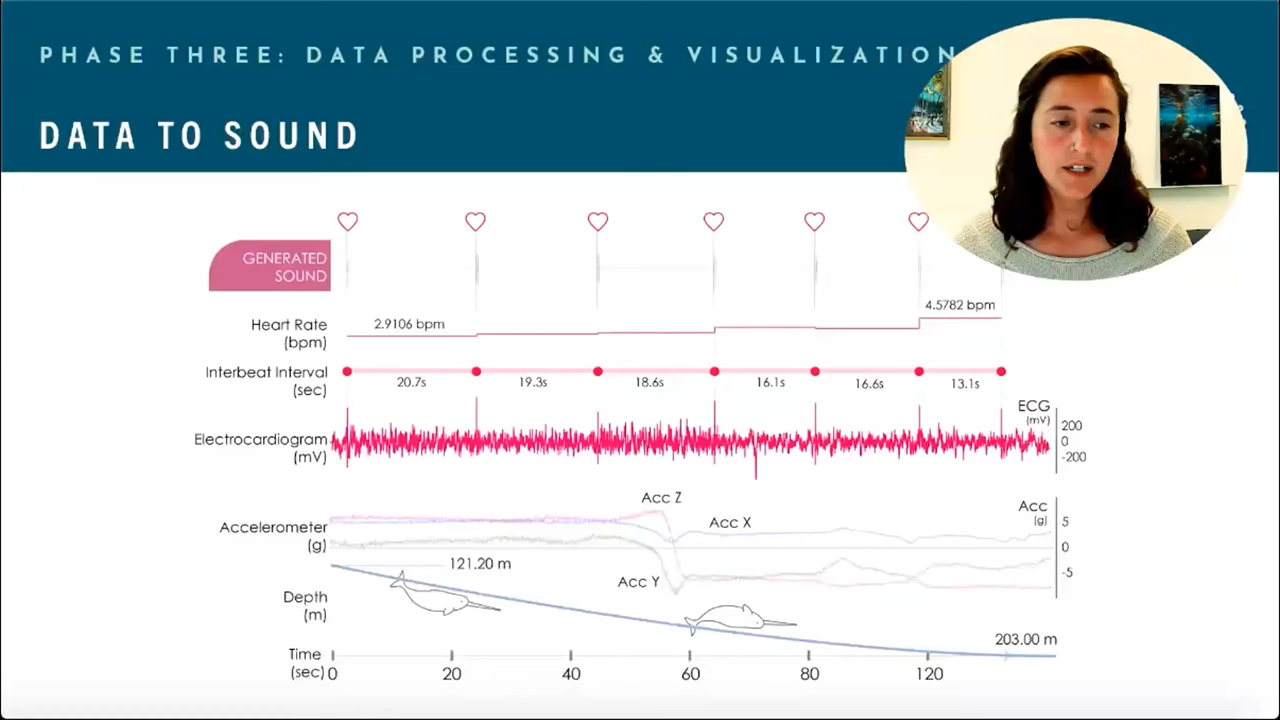 PHASE THREE: DATA PROCESSING & VISUALIZATION
DATA TO SOUND
GENERATED
SOUND
Heart Rate
(bpm)
2.9106 bpm
4.5782 bpm
Interbeat Interval
(sec)
20.7s
19.3s
18.6s
16.1s
16.6s
13.1s
Electrocardiogram
(mV)
ECG
(mV)
200
0
-200
Accelerometer
(g)
Acc Z
Acc X
Acc Y
Acc
(g)
5
0
-5
Depth
(m)
121.20 m
203.00 m
Time
(sec)
0
20
40
60
80
120